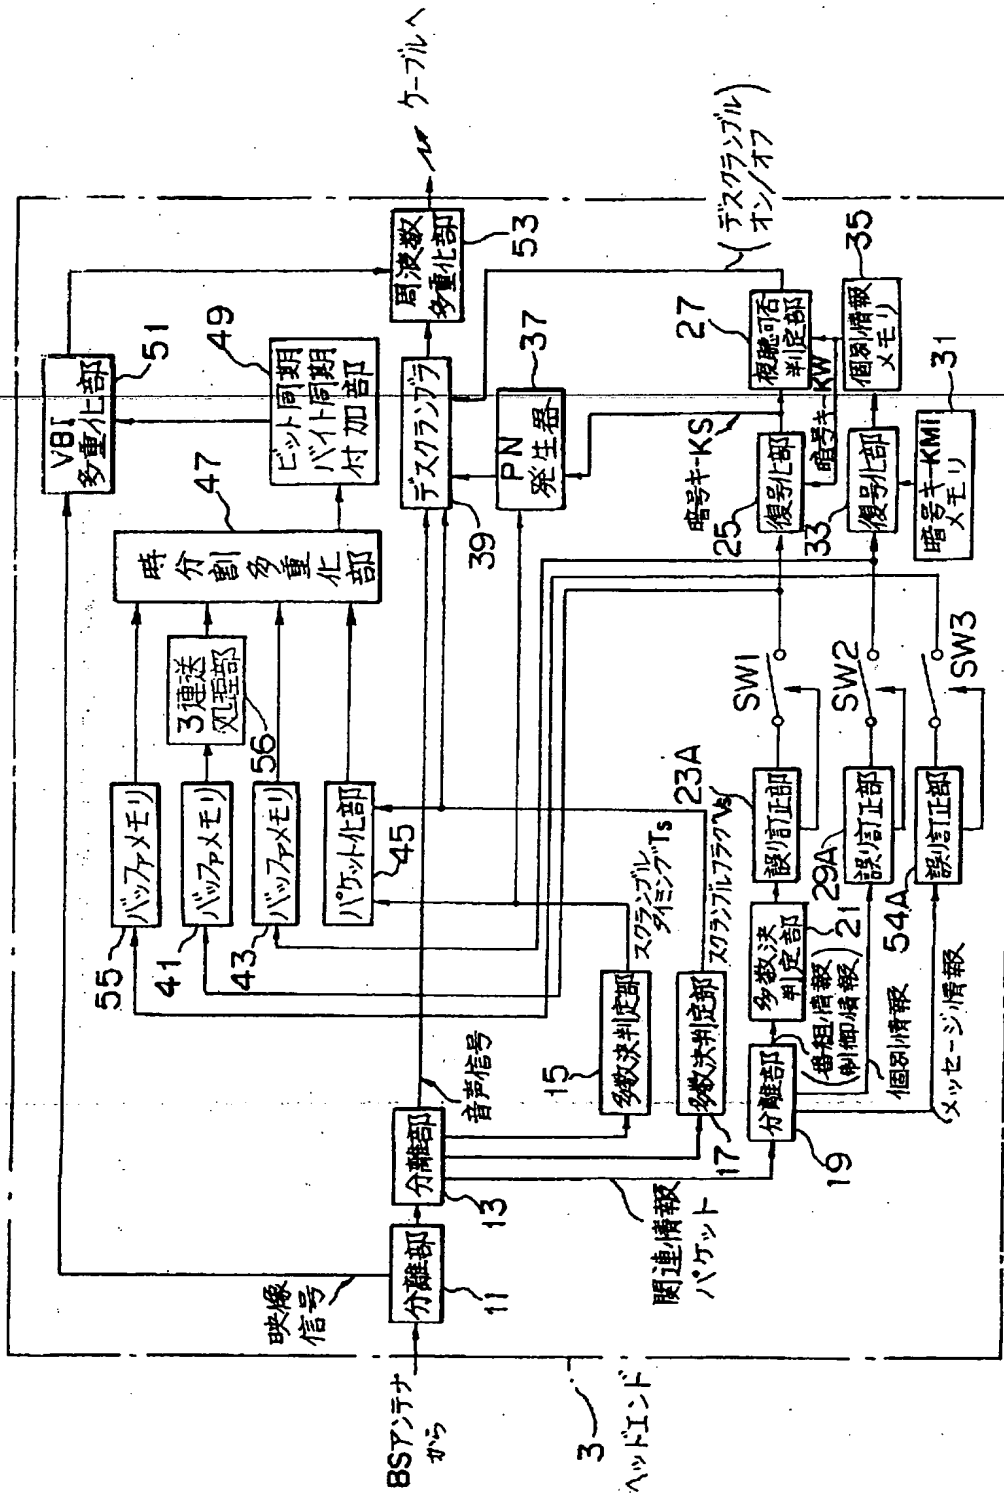 BSアンテナ
から
3
ヘッドエンド
映像
信号
分離部
11
分離部
13
音声信号
関連情報
パケット
VBI
多重化部
51
バッファメモリ
55
バッファメモリ
41
バッファメモリ
43
パケット化部
45
3連送
処理部
56
時分割多重化部
47
ビット同期
バイト同期
付加部
49
周波数
多重化部
53
ケーブルへ
デスクランブラ
39
PN
発生器
37
多数決判定部
15
スクランブル
タイミングTs
多数決判定部
17
スクランブルフラグVs
分離部
19
番組情報
(制御情報)
個別情報
メッセージ情報
多数決
判定部
21
誤り訂正部
23A
誤り訂正部
29A
誤り訂正部
54A
SW1
SW2
SW3
復号化部
25
暗号キーKS
暗号キーKW
視聴可否
判定部
27
(デスクランブル
オン/オフ)
復号化部
33
個別情報
メモリ
35
暗号キーKMi
メモリ
31